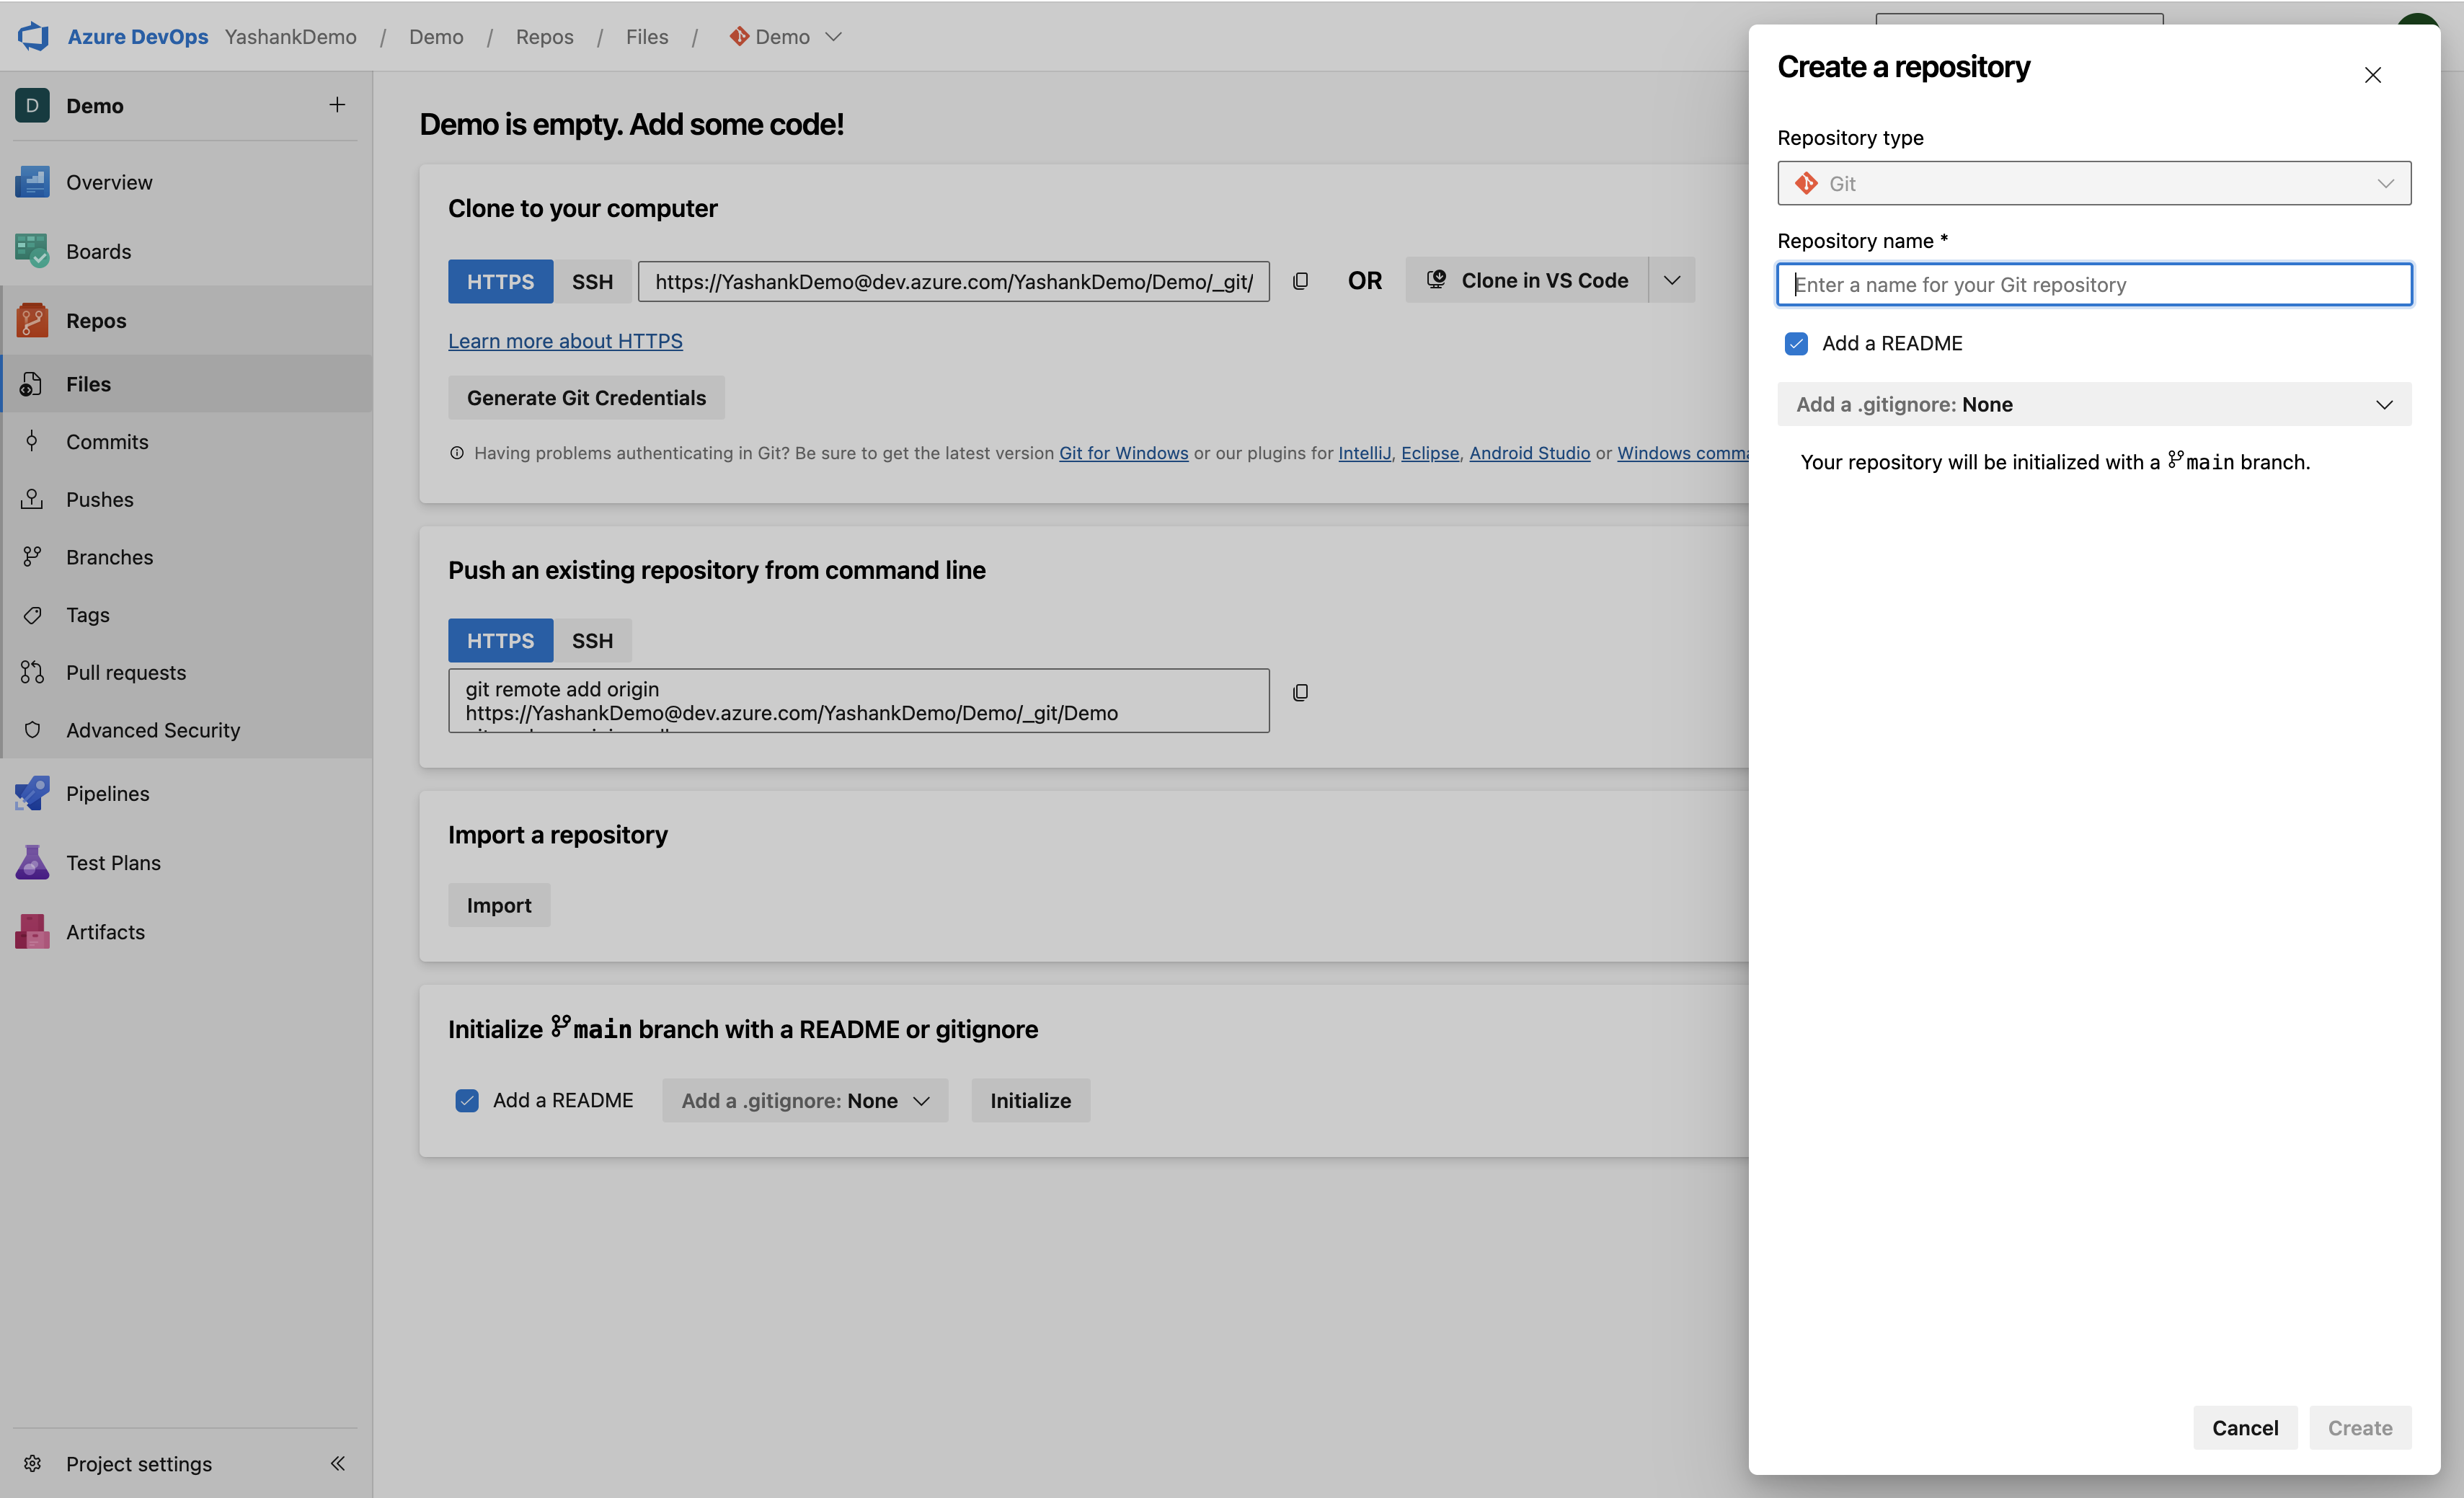 Azure DevOps YashankDemo / Demo / Repos / Files / Demo
D Demo
Overview
Boards
Repos
Files
Commits
Pushes
Branches
Tags
Pull requests
Advanced Security
Pipelines
Test Plans
Artifacts
Project settings
Demo is empty. Add some code!
Clone to your computer
HTTPS SSH https://YashankDemo@dev.azure.com/YashankDemo/Demo/_git/ OR Clone in VS Code
Learn more about HTTPS
Generate Git Credentials
Having problems authenticating in Git? Be sure to get the latest version Git for Windows or our plugins for IntelliJ, Eclipse, Android Studio or Windows
Push an existing repository from command line
HTTPS SSH
git remote add origin
https://YashankDemo@dev.azure.com/YashankDemo/Demo/_git/Demo
Import a repository
Import
Initialize main branch with a README or gitignore
Add a README Add a .gitignore: None Initialize
Create a repository
Repository type
Git
Repository name *
Enter a name for your Git repository
Add a README
Add a .gitignore: None
Your repository will be initialized with a main branch.
Cancel Create